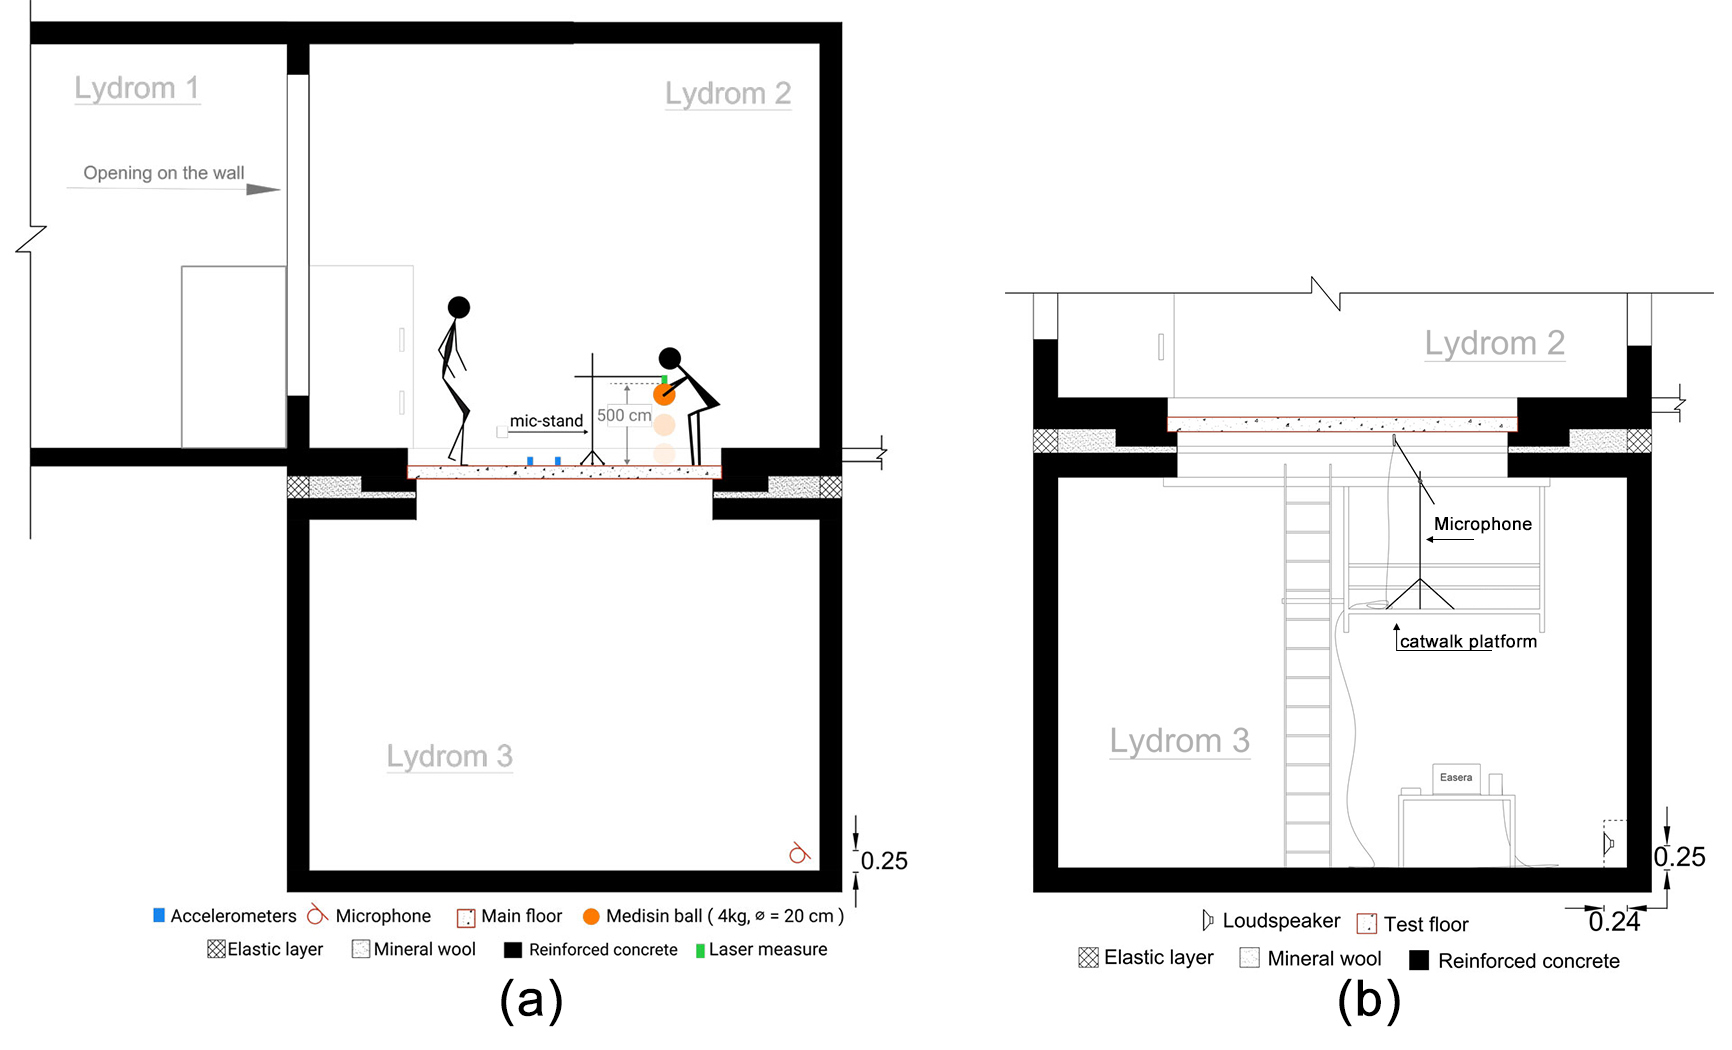 Lydrom 1
Lydrom 2
Opening on the wall
mic-stand
500 cm
Lydrom 3
0.25
Accelerometers
Microphone
Main floor
Medisin ball ( 4kg, ⌀ = 20 cm )
Elastic layer
Mineral wool
Reinforced concrete
Laser measure
(a)
Lydrom 2
Microphone
catwalk platform
Lydrom 3
Easera
0.25
0.24
Loudspeaker
Test floor
Elastic layer
Mineral wool
Reinforced concrete
(b)